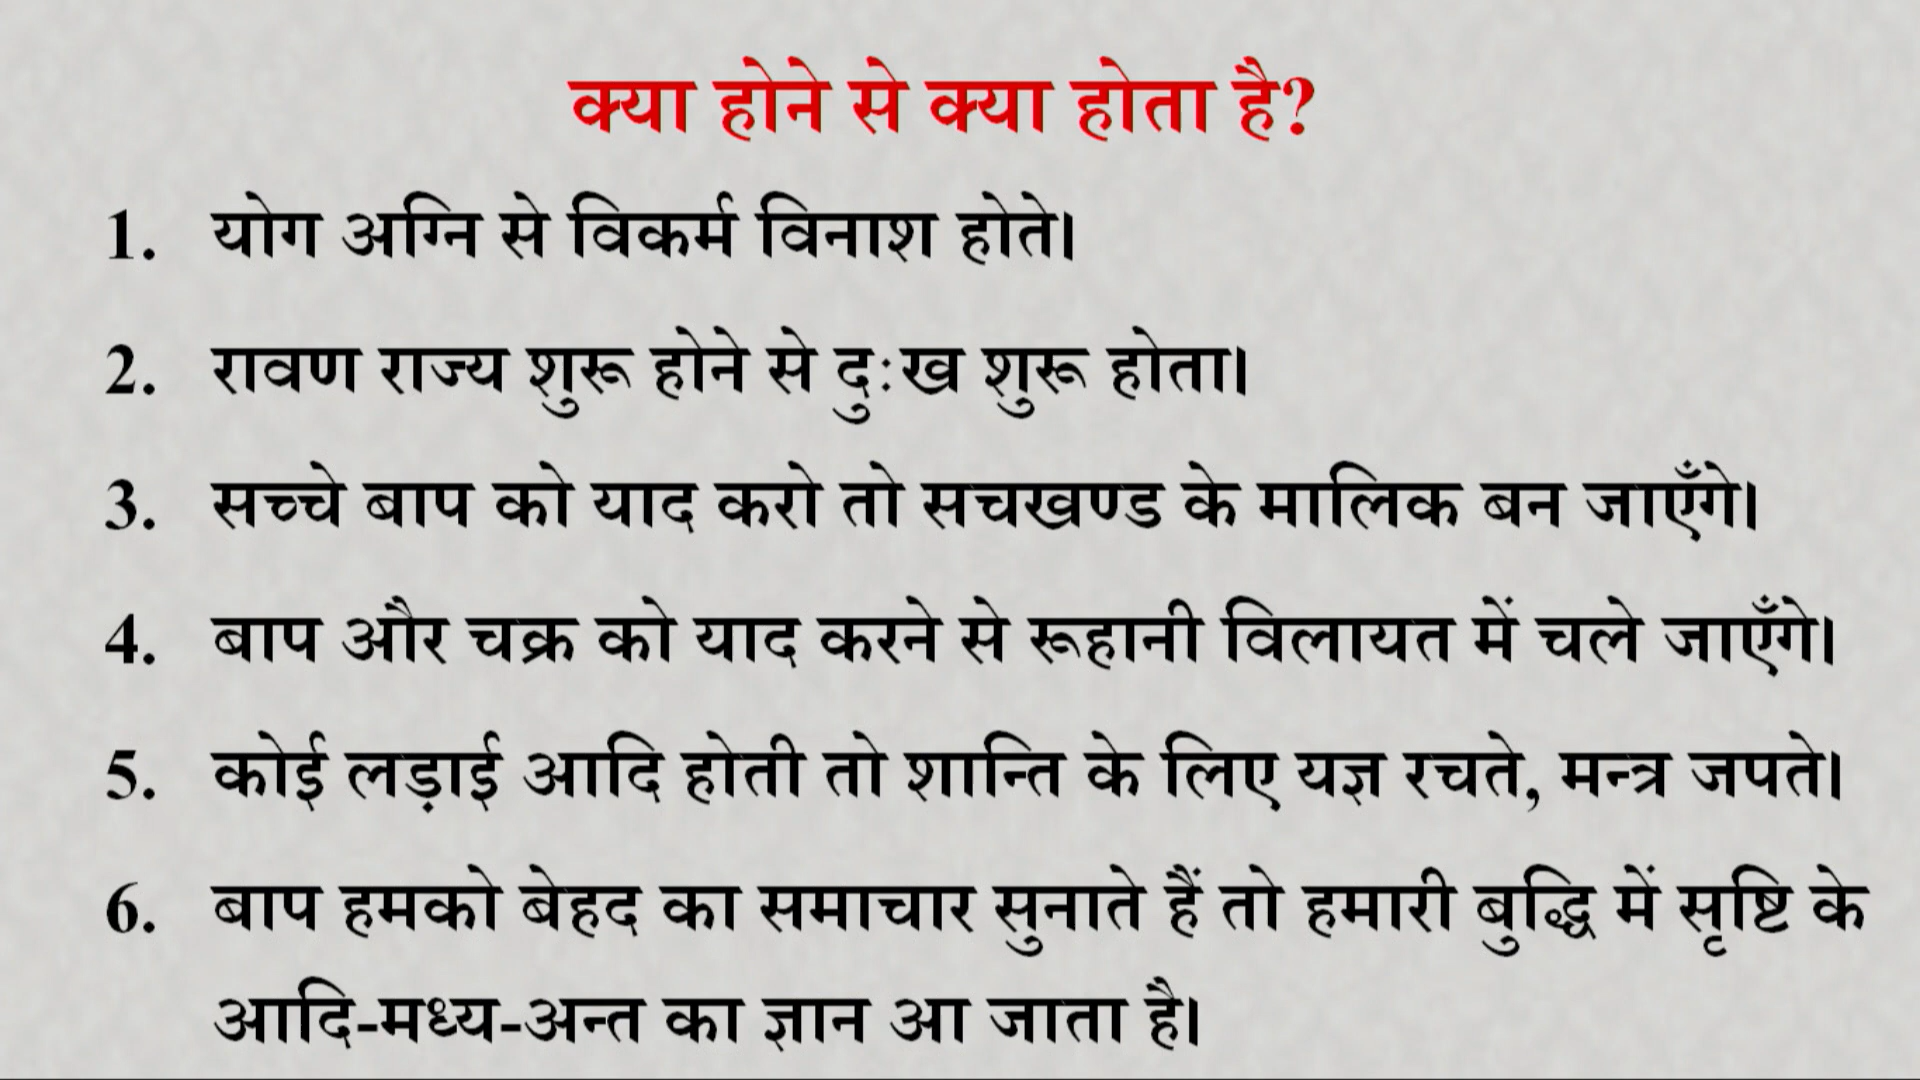 क्या होने से क्या होता है?
1. योग अग्नि से विकर्म विनाश होते।
2. रावण राज्य शुरू होने से दुःख शुरू होता।
3. सच्चे बाप को याद करो तो सचखण्ड के मालिक बन जाएँगे।
4. बाप और चक्र को याद करने से रूहानी विलायत में चले जाएँगे।
5. कोई लड़ाई आदि होती तो शान्ति के लिए यज्ञ रचते, मन्त्र जपते।
6. बाप हमको बेहद का समाचार सुनाते हैं तो हमारी बुद्धि में सृष्टि के
आदि-मध्य-अन्त का ज्ञान आ जाता है।